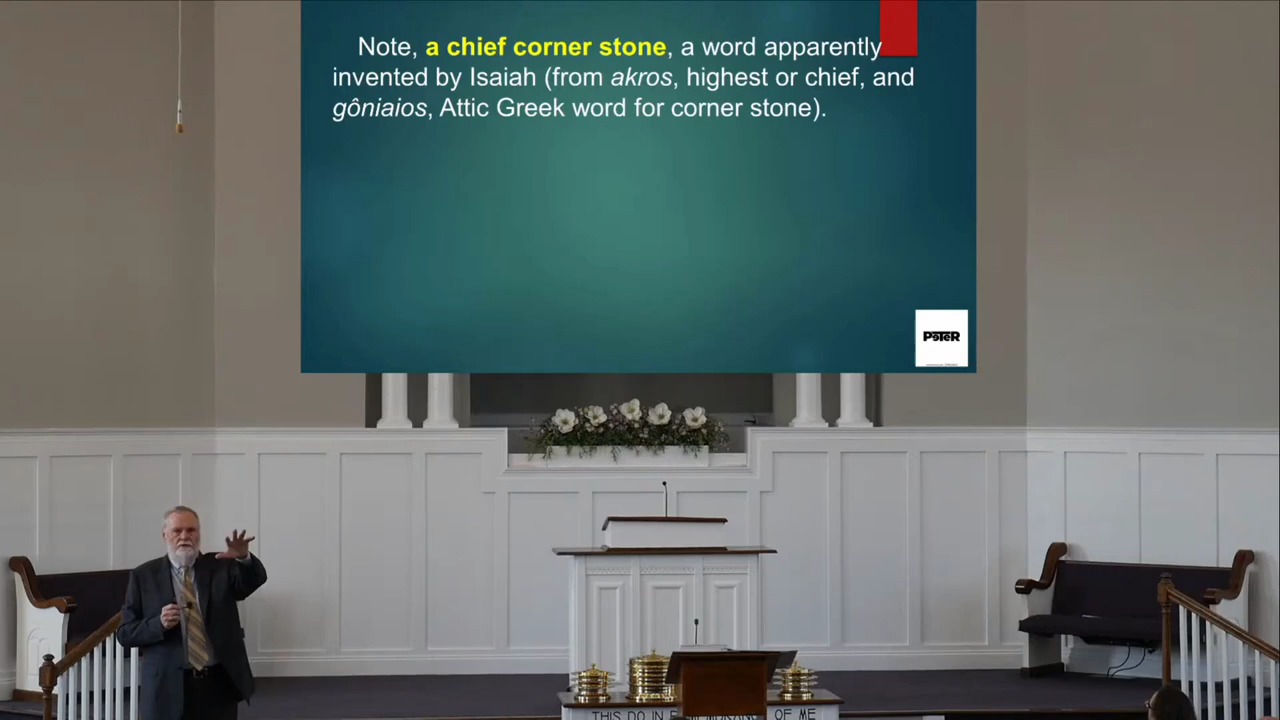 Note, a chief corner stone, a word apparently
invented by Isaiah (from akros, highest or chief, and
gôniaios, Attic Greek word for corner stone).
PeTeR
THIS DO IN OF ME